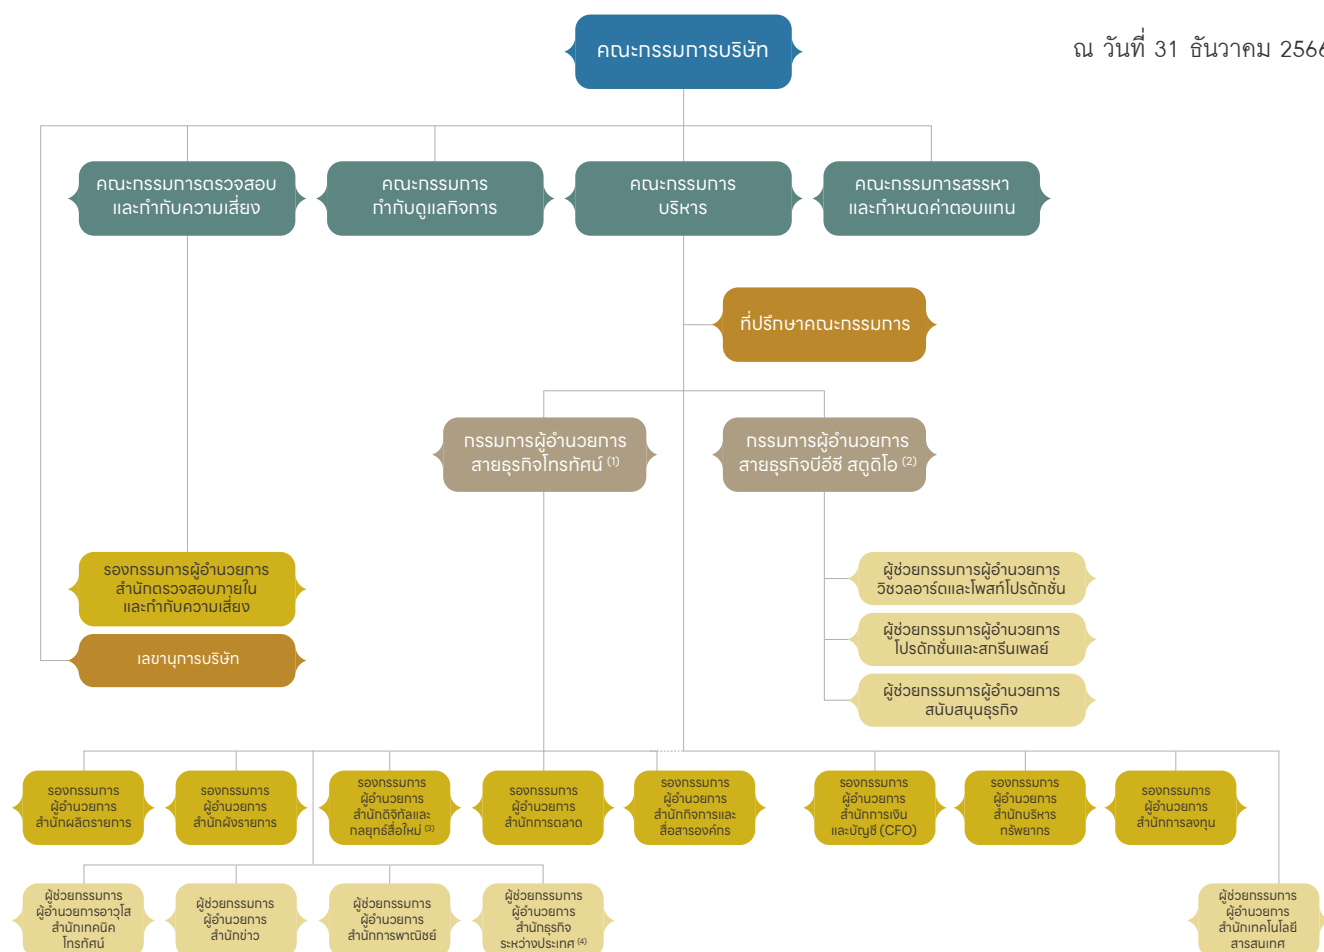 คณะกรรมการบริษัท
ณ วันที่ 31 ธันวาคม 2566
คณะกรรมการตรวจสอบ
และกำกับความเสี่ยง
คณะกรรมการ
กำกับดูแลกิจการ
คณะกรรมการ
บริหาร
คณะกรรมการสรรหา
และกำหนดค่าตอบแทน
ที่ปรึกษาคณะกรรมการ
กรรมการผู้อำนวยการ
สายธุรกิจโทรทัศน์ (1)
กรรมการผู้อำนวยการ
สายธุรกิจบีอีซี สตูดิโอ (2)
รองกรรมการผู้อำนวยการ
สำนักตรวจสอบภายใน
และกำกับความเสี่ยง
เลขานุการบริษัท
ผู้ช่วยกรรมการผู้อำนวยการ
วิชวลอาร์ตและโพสท์โปรดักชั่น
ผู้ช่วยกรรมการผู้อำนวยการ
โปรดักชั่นและสกรีนเพลย์
ผู้ช่วยกรรมการผู้อำนวยการ
สนับสนุนธุรกิจ
รองกรรมการ
ผู้อำนวยการ
สำนักผลิตรายการ
รองกรรมการ
ผู้อำนวยการ
สำนักผังรายการ
รองกรรมการ
ผู้อำนวยการ
สำนักดิจิทัลและ
กลยุทธ์สื่อใหม่ (3)
รองกรรมการ
ผู้อำนวยการ
สำนักการตลาด
รองกรรมการ
ผู้อำนวยการ
สำนักกิจการและ
สื่อสารองค์กร
รองกรรมการ
ผู้อำนวยการ
สำนักการเงิน
และบัญชี (CFO)
รองกรรมการ
ผู้อำนวยการ
สำนักบริหาร
ทรัพยากร
รองกรรมการ
ผู้อำนวยการ
สำนักการลงทุน
ผู้ช่วยกรรมการ
ผู้อำนวยการอาวุโส
สำนักเทคนิค
โทรทัศน์
ผู้ช่วยกรรมการ
ผู้อำนวยการ
สำนักข่าว
ผู้ช่วยกรรมการ
ผู้อำนวยการ
สำนักการพาณิชย์
ผู้ช่วยกรรมการ
ผู้อำนวยการ
สำนักธุรกิจ
ระหว่างประเทศ (4)
ผู้ช่วยกรรมการ
ผู้อำนวยการ
สำนักเทคโนโลยี
สารสนเทศ